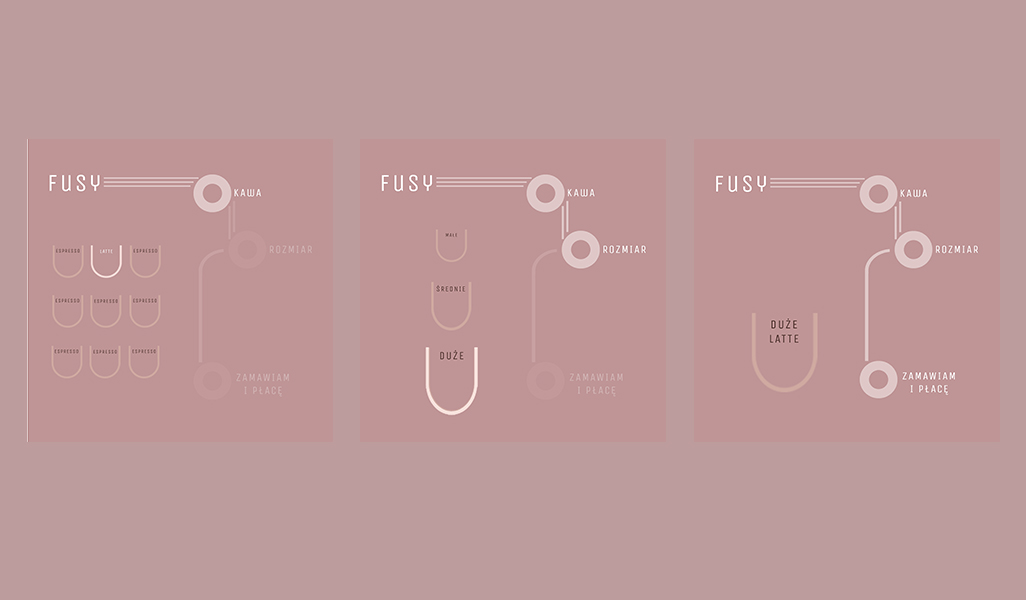 FUSY
KAWA
ROZMIAR
ESPRESSO LATTE ESPRESSO
ESPRESSO ESPRESSO ESPRESSO
ESPRESSO ESPRESSO ESPRESSO
ZAMAWIAM
I PŁACĘ
FUSY
KAWA
MAŁE
ROZMIAR
ŚREDNIE
DUŻE
ZAMAWIAM
I PŁACĘ
FUSY
KAWA
ROZMIAR
DUŻE
LATTE
ZAMAWIAM
I PŁACĘ